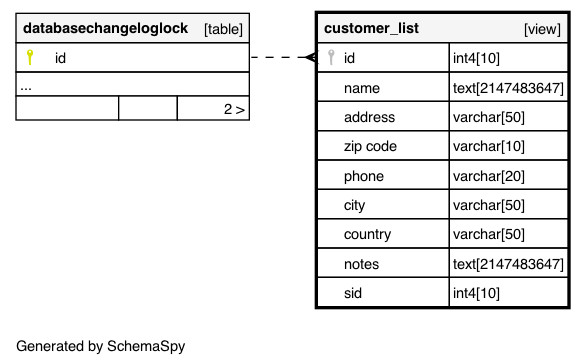 databasechangeloglock [table]
id
...
2 >
customer_list [view]
id int4[10]
name text[2147483647]
address varchar[50]
zip code varchar[10]
phone varchar[20]
city varchar[50]
country varchar[50]
notes text[2147483647]
sid int4[10]
Generated by SchemaSpy